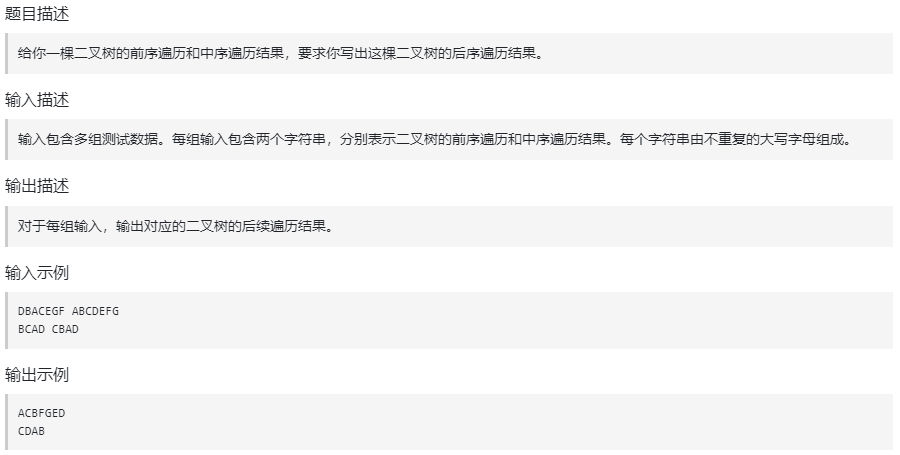 题目描述
给你一棵二叉树的前序遍历和中序遍历结果，要求你写出这棵二叉树的后序遍历结果。
输入描述
输入包含多组测试数据。每组输入包含两个字符串，分别表示二叉树的前序遍历和中序遍历结果。每个字符串由不重复的大写字母组成。
输出描述
对于每组输入，输出对应的二叉树的后续遍历结果。
输入示例
DBACEGF ABCDEFG
BCAD CBAD
输出示例
ACBFGED
CDAB